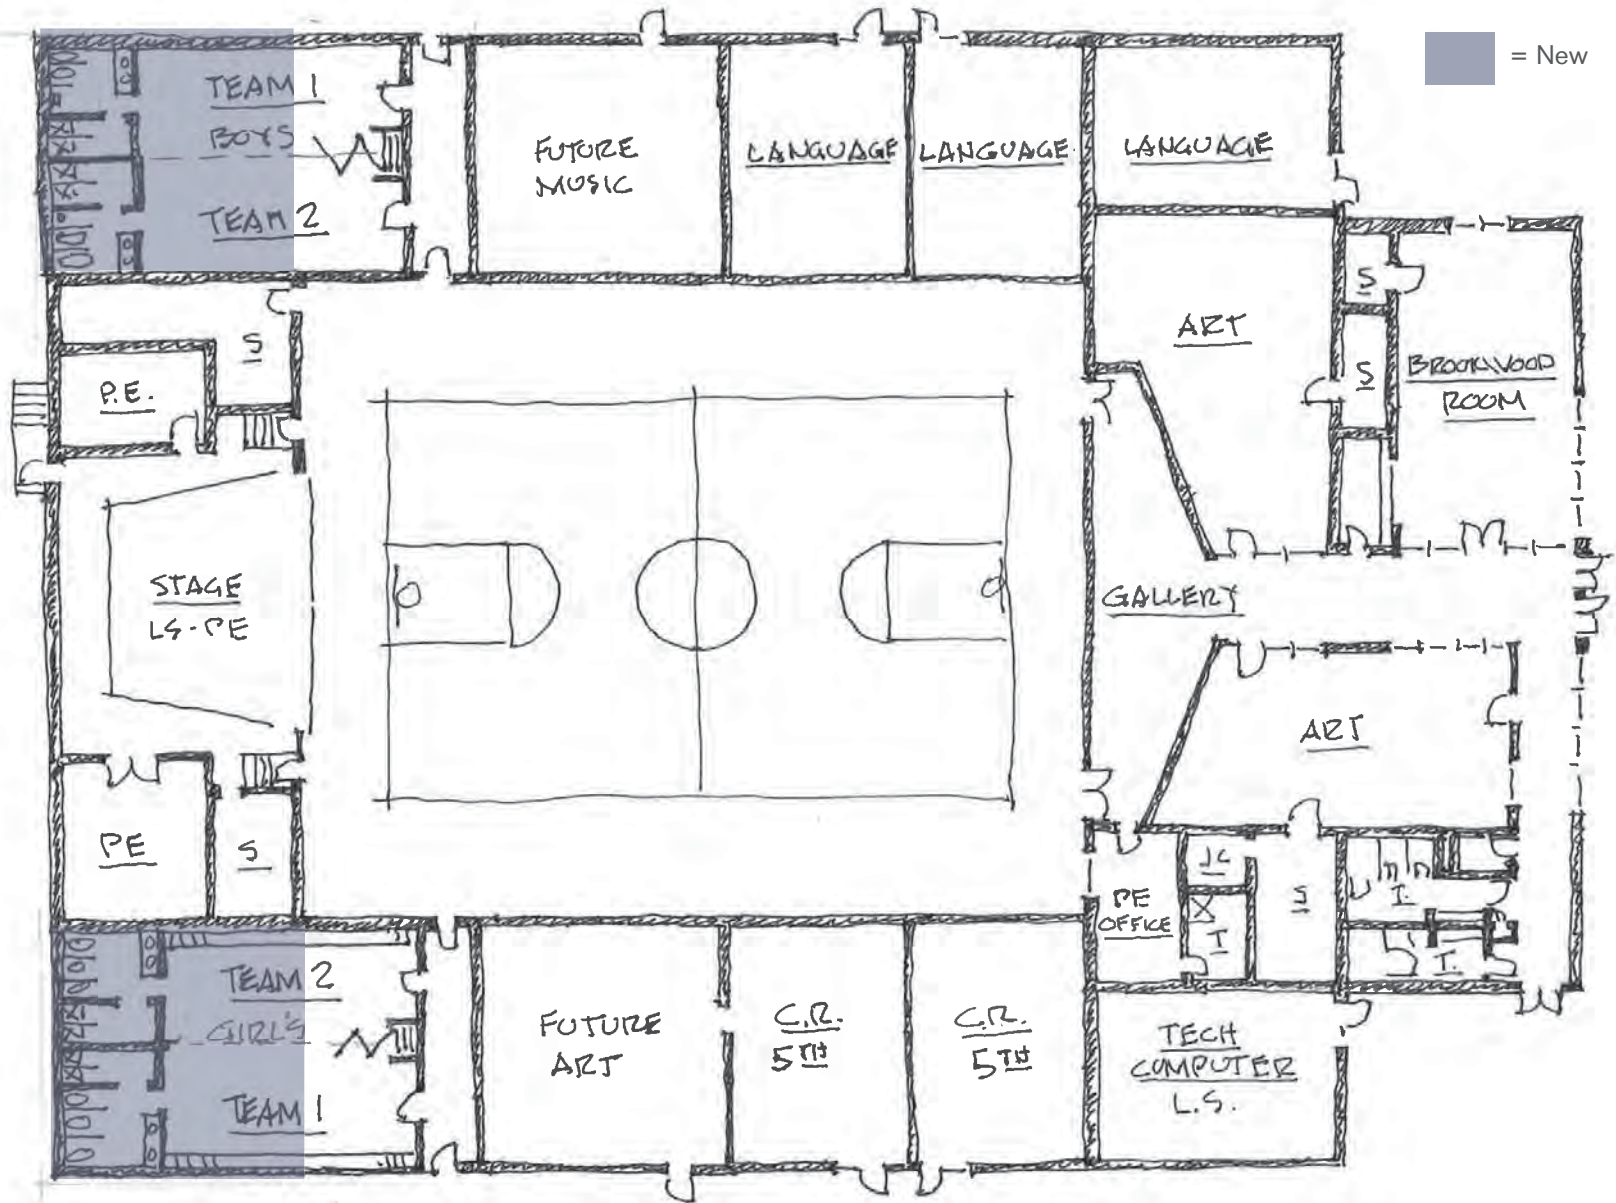 = New
TEAM 1
BOYS
TEAM 2
FUTURE
MUSIC
LANGUAGE
LANGUAGE
LANGUAGE
S
P.E.
ART
S
S
BROOKWOOD
ROOM
STAGE
LS-PE
GALLERY
ART
PE
S
PE
OFFICE
J.C
T
S
T.
T.
TEAM 2
GIRL'S
TEAM 1
FUTURE
ART
C.R.
5TH
C.R.
5TH
TECH
COMPUTER
L.S.